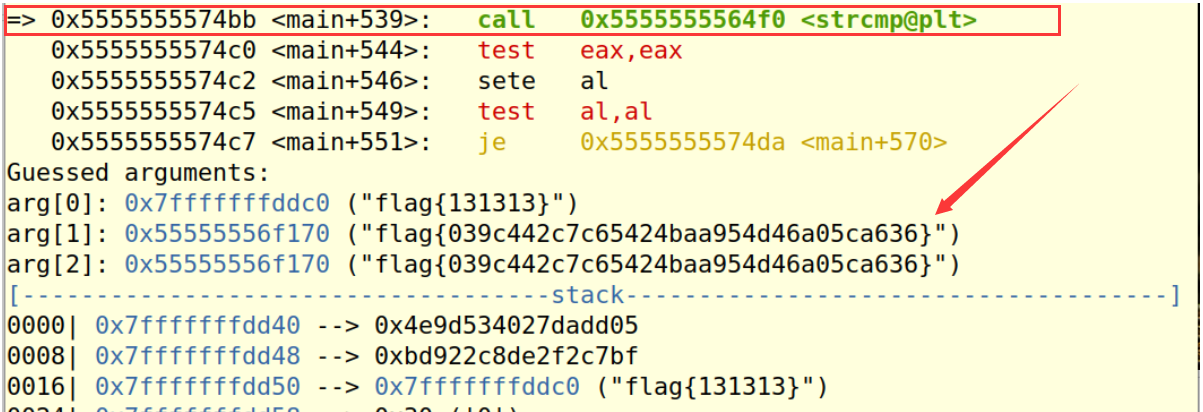 => 0x5555555574bb <main+539>: call 0x5555555564f0 <strcmp@plt>
0x5555555574c0 <main+544>: test eax,eax
0x5555555574c2 <main+546>: sete al
0x5555555574c5 <main+549>: test al,al
0x5555555574c7 <main+551>: je 0x5555555574da <main+570>
Guessed arguments:
arg[0]: 0x7fffffffddc0 ("flag{131313}")
arg[1]: 0x55555556f170 ("flag{039c442c7c65424baa954d46a05ca636}")
arg[2]: 0x55555556f170 ("flag{039c442c7c65424baa954d46a05ca636}")
[------------------------------------stack-------------------------------------]
0000| 0x7fffffffdd40 --> 0x4e9d534027dadd05
0008| 0x7fffffffdd48 --> 0xbd922c8de2f2c7bf
0016| 0x7fffffffdd50 --> 0x7fffffffddc0 ("flag{131313}")